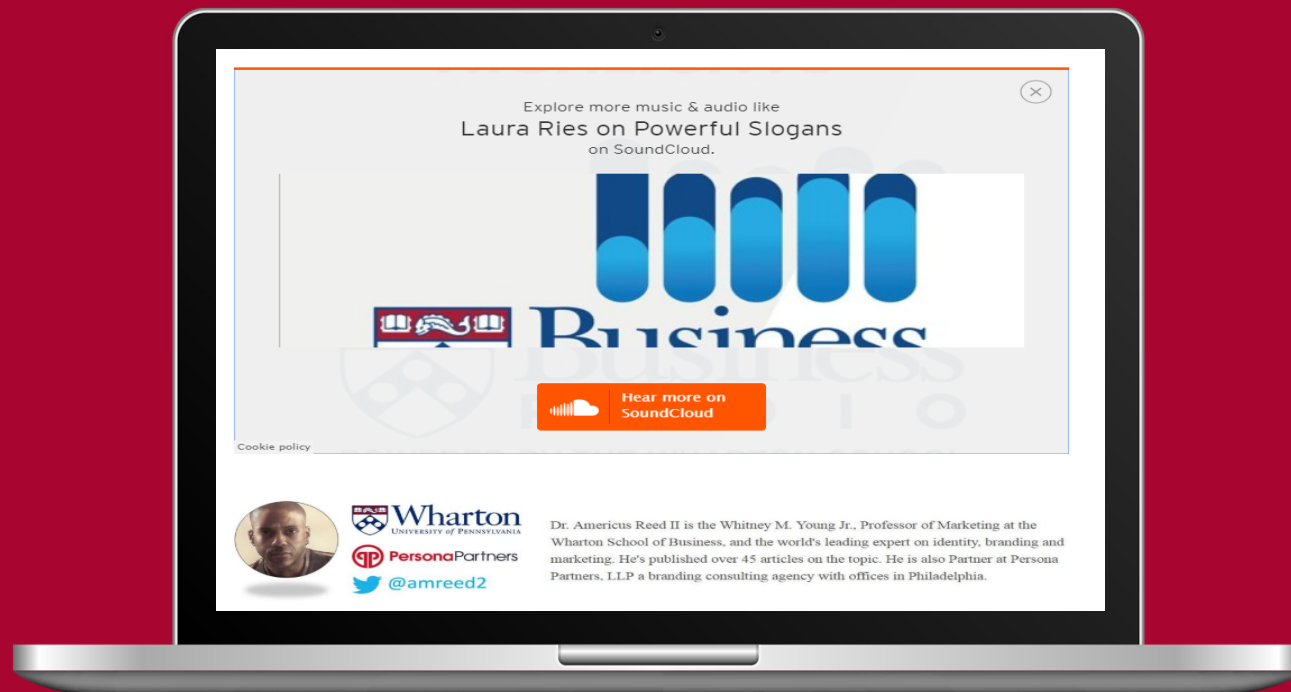 Explore more music & audio like
Laura Ries on Powerful Slogans
on SoundCloud.
Business
Business
Hear more on
SoundCloud
Cookie policy
Wharton
UNIVERSITY of PENNSYLVANIA
PersonaPartners
@amreed2
Dr. Americus Reed II is the Whitney M. Young Jr., Professor of Marketing at the
Wharton School of Business, and the world's leading expert on identity, branding and
marketing. He's published over 45 articles on the topic. He is also Partner at Persona
Partners, LLP a branding consulting agency with offices in Philadelphia.